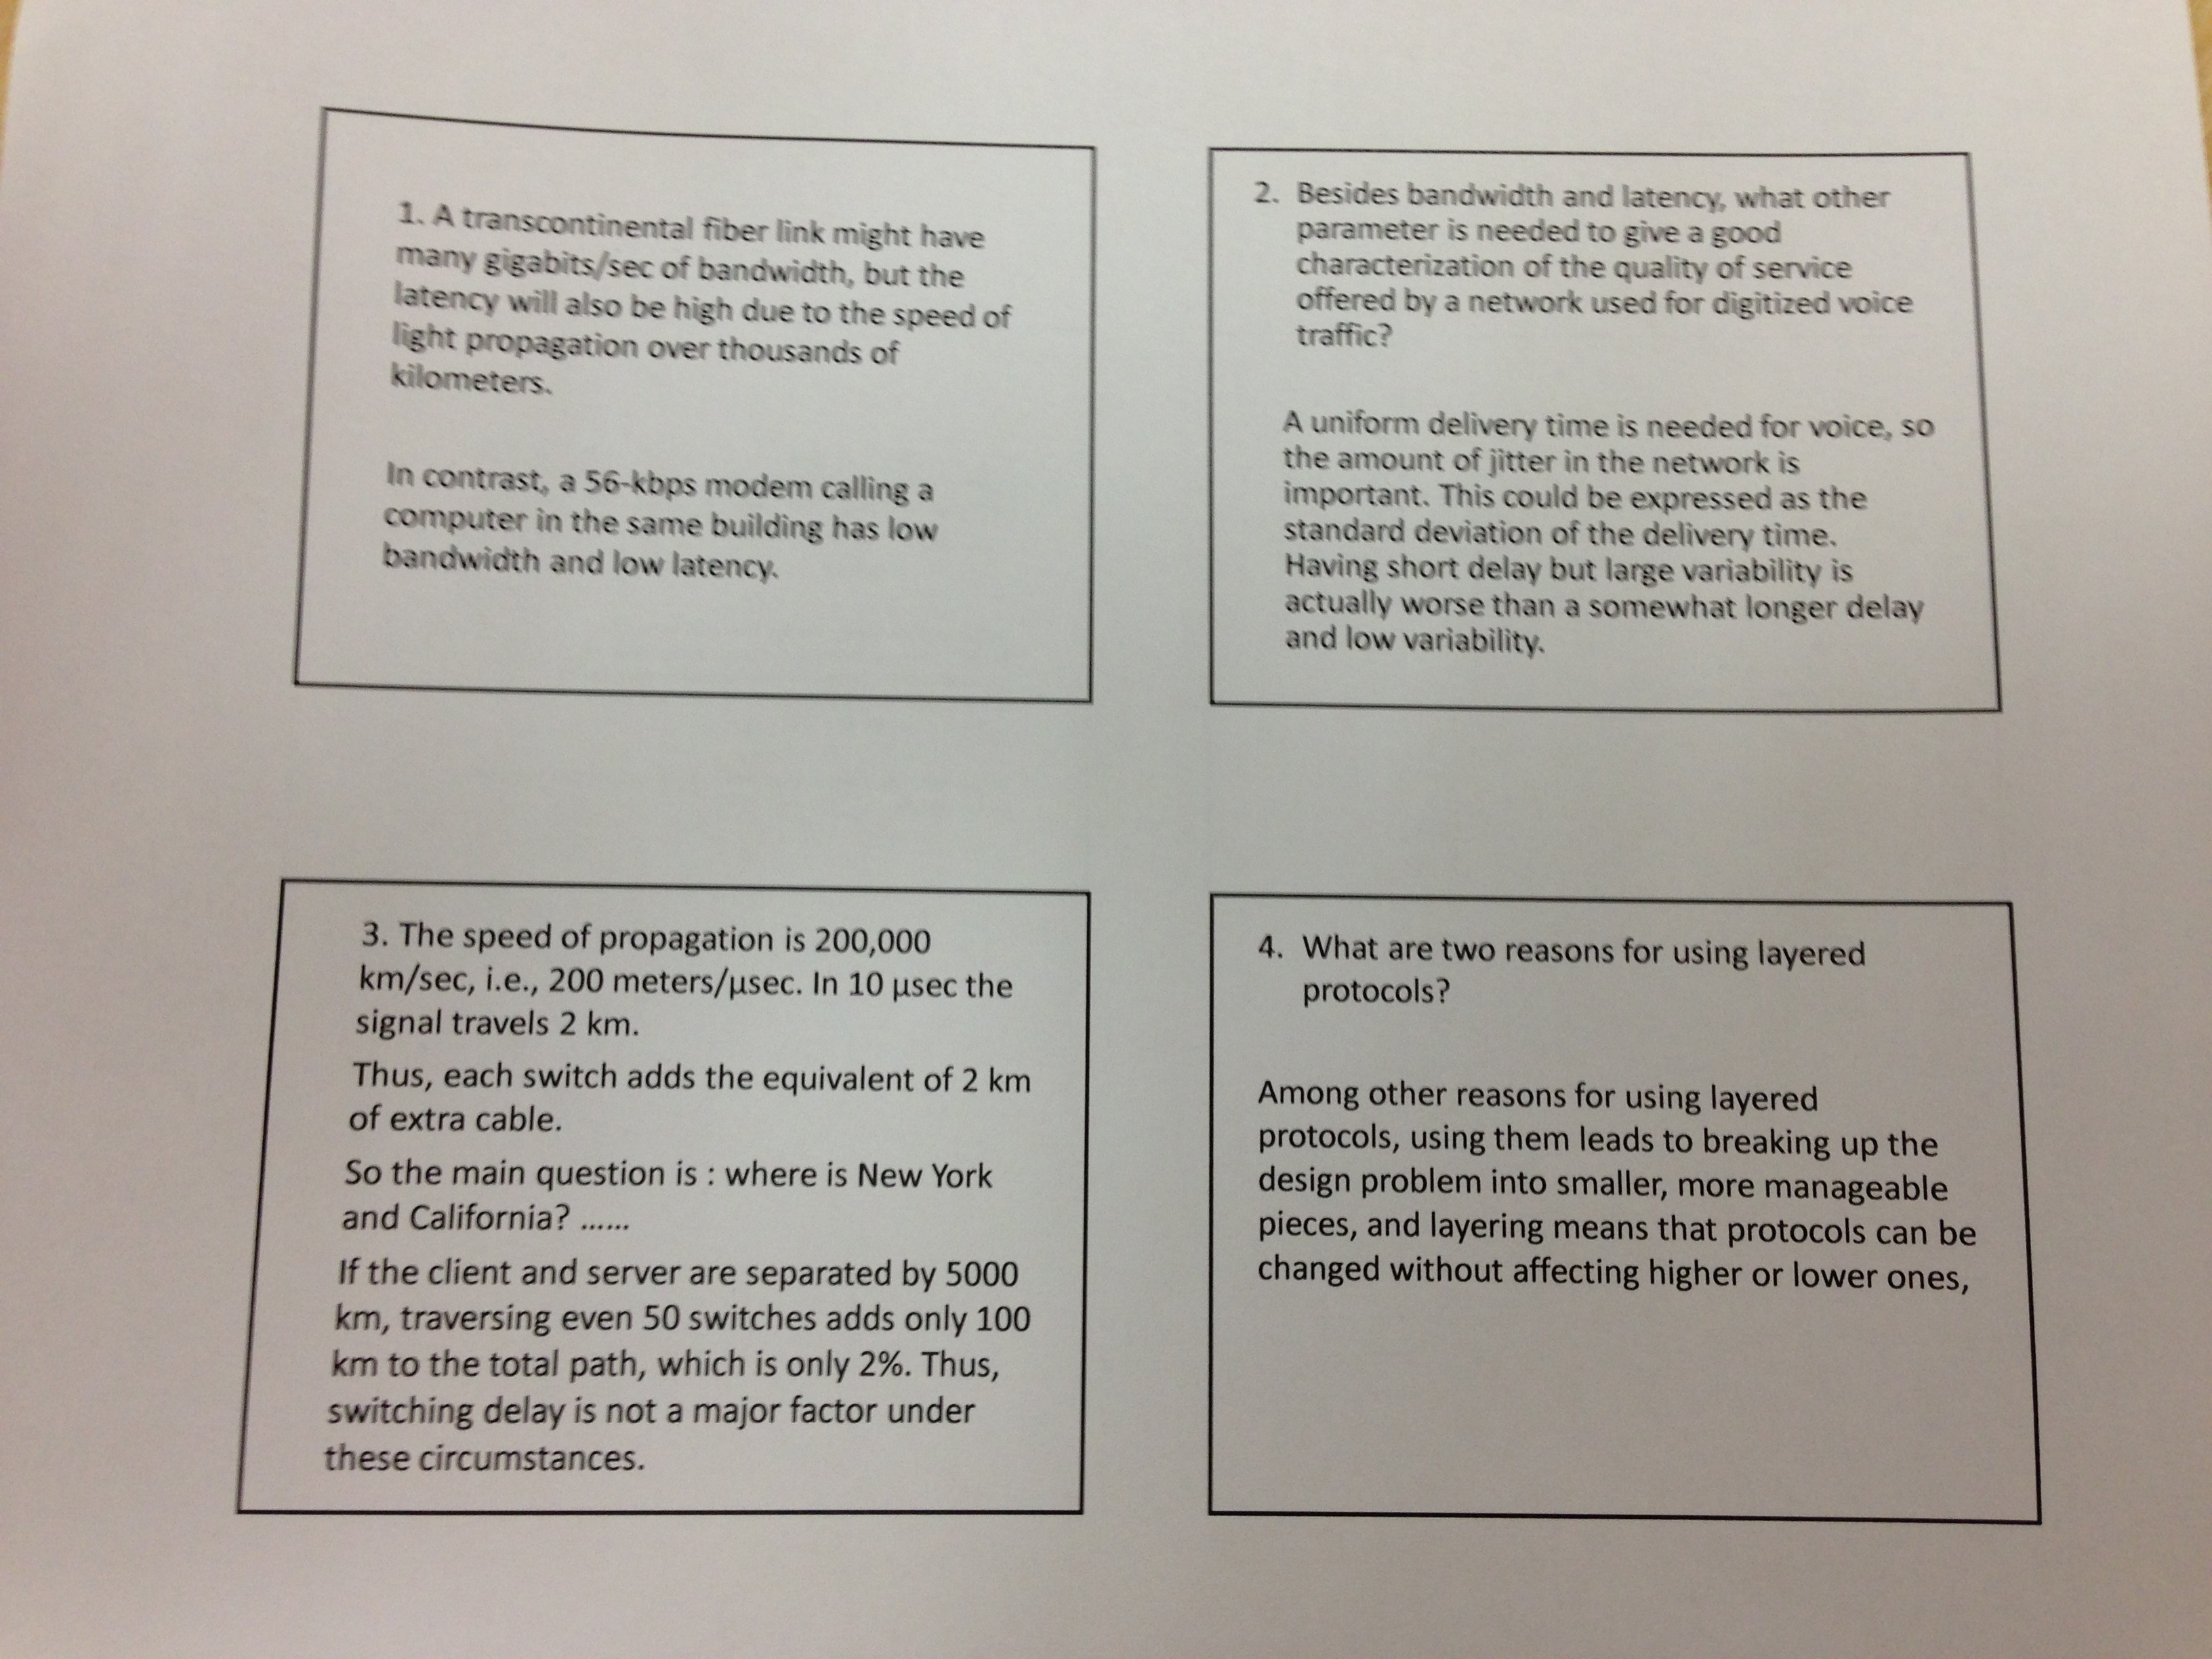 1. A transcontinental fiber link might have
many gigabits/sec of bandwidth, but the
latency will also be high due to the speed of
light propagation over thousands of
kilometers.
In contrast, a 56-kbps modem calling a
computer in the same building has low
bandwidth and low latency.
2. Besides bandwidth and latency, what other
parameter is needed to give a good
characterization of the quality of service
offered by a network used for digitized voice
traffic?
A uniform delivery time is needed for voice, so
the amount of jitter in the network is
important. This could be expressed as the
standard deviation of the delivery time.
Having short delay but large variability is
actually worse than a somewhat longer delay
and low variability.
3. The speed of propagation is 200,000
km/sec, i.e., 200 meters/μsec. In 10 μsec the
signal travels 2 km.
Thus, each switch adds the equivalent of 2 km
of extra cable.
So the main question is : where is New York
and California? ......
If the client and server are separated by 5000
km, traversing even 50 switches adds only 100
km to the total path, which is only 2%. Thus,
switching delay is not a major factor under
these circumstances.
4. What are two reasons for using layered
protocols?
Among other reasons for using layered
protocols, using them leads to breaking up the
design problem into smaller, more manageable
pieces, and layering means that protocols can be
changed without affecting higher or lower ones,